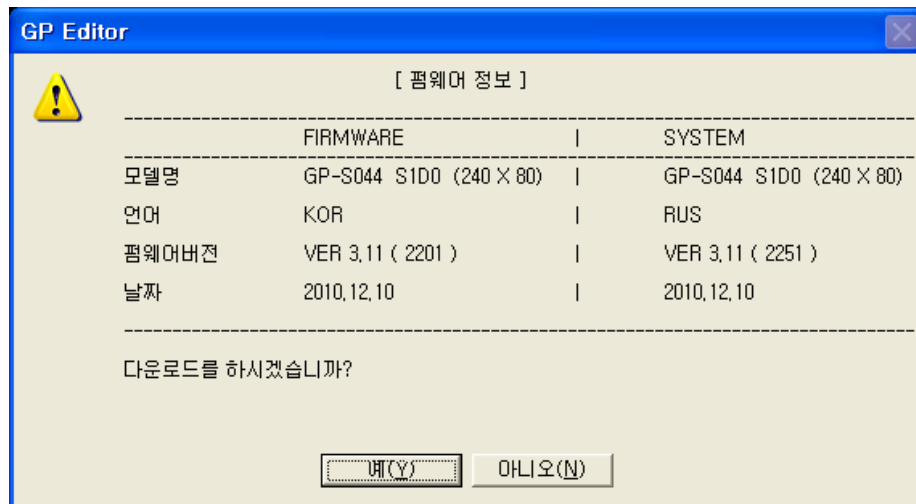 GP Editor
[ 펌웨어 정보 ]
FIRMWARE | SYSTEM
모델명 GP-S044 S1D0 (240 X 80) | GP-S044 S1D0 (240 X 80)
언어 KOR | RUS
펌웨어버전 VER 3.11 ( 2201 ) | VER 3.11 ( 2251 )
날짜 2010.12.10 | 2010.12.10
다운로드를 하시겠습니까?
예(Y) 아니오(N)